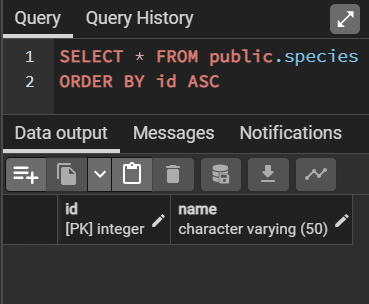 Query Query History
1 SELECT * FROM public.species
2 ORDER BY id ASC
Data output Messages Notifications
id name
[PK] integer character varying (50)